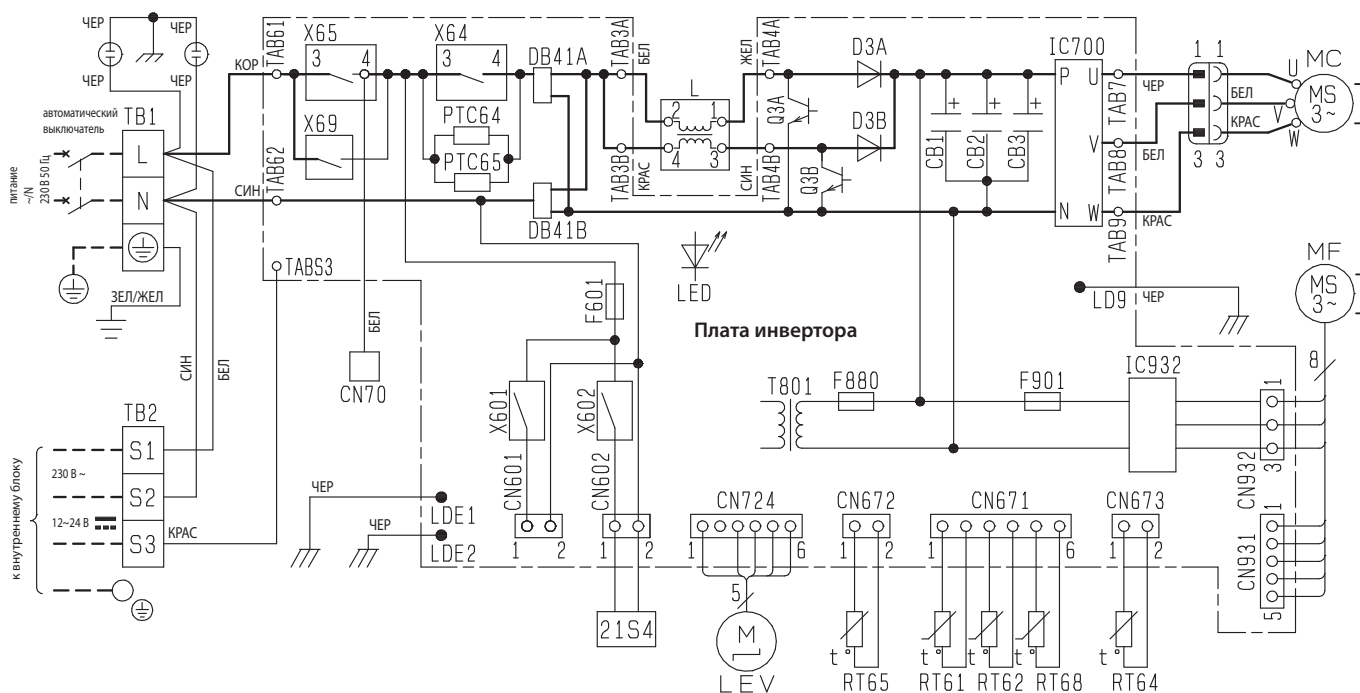 ЧЕР
ЧЕР
ЧЕР
ЧЕР
автоматический
выключатель
питание
~/N
230 В 50 Гц
TB1
L
N
КОР
СИН
ЗЕЛ/ЖЕЛ
СИН
БЕЛ
TB2
S1
S2
S3
230 В ~
12~24 В
КРАС
к внутреннему блоку
TAB61
TAB62
TABS3
X65
3 4
X69
X64
3 4
PTC64
PTC65
DB41A
DB41B
TAB3A
БЕЛ
TAB3B
КРАС
L
2 1
4 3
ЖЕЛ
TAB4A
СИН
TAB4B
Q3A
Q3B
D3A
D3B
+
+
+
CB1
CB2
CB3
IC700
P U
V
N W
TAB7
TAB8
TAB9
ЧЕР
БЕЛ
КРАС
1 1
3 3
БЕЛ
КРАС
U
V
W
MC
MS
3~
MF
MS
3~
8
LED
LD9
ЧЕР
Плата инвертора
БЕЛ
CN70
F601
X601
X602
CN601
CN602
1 2
1 2
21S4
ЧЕР
LDE1
ЧЕР
LDE2
T801
F880
F901
IC932
CN932
1
3
CN931
1
5
CN724
1 6
5
M
LEV
CN672
1 2
t°
RT65
CN671
1 6
t°
RT61
t°
RT62
t°
RT68
CN673
1 2
t°
RT64